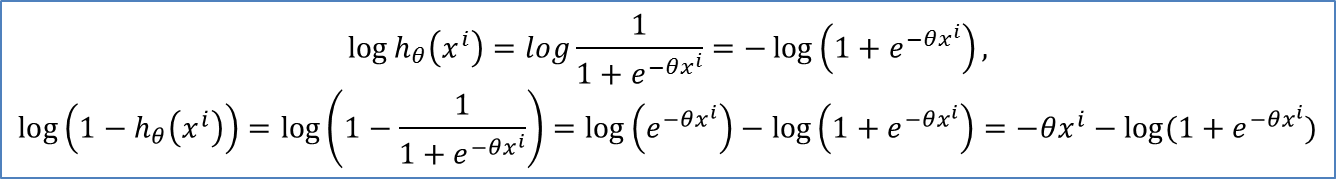 log h_θ(x^i) = log 1/(1 + e^{-θx^i}) = − log (1 + e^{-θx^i}),
log (1 − h_θ(x^i)) = log (1 − 1/(1 + e^{-θx^i})) = log (e^{-θx^i}) − log (1 + e^{-θx^i}) = −θx^i − log(1 + e^{-θx^i})